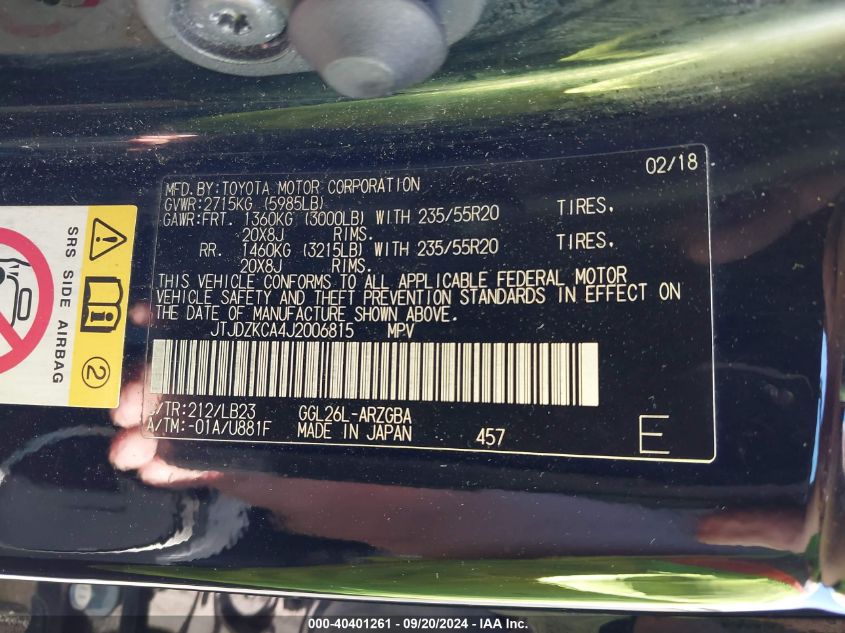 02/18
MFD.BY:TOYOTA MOTOR CORPORATION
GVWR:2715KG (5985LB)
GAWR:FRT. 1360KG (3000LB) WITH 235/55R20 TIRES,
20X8J RIMS.
RR. 1460KG (3215LB) WITH 235/55R20 TIRES,
20X8J RIMS.
THIS VEHICLE CONFORMS TO ALL APPLICABLE FEDERAL MOTOR
VEHICLE SAFETY AND THEFT PREVENTION STANDARDS IN EFFECT ON
THE DATE OF MANUFACTURE SHOWN ABOVE.
JTJDZKCA4J2006815 MPV
C/TR:212/LB23 GGL26L-ARZGBA
A/TM:-01A/U881F MADE IN JAPAN 457 E
SRS SIDE AIRBAG
2
000-40401261 - 09/20/2024 - IAA Inc.